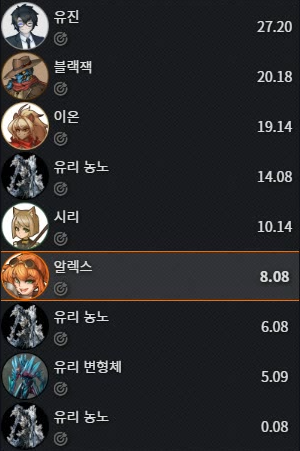 유진
27.20
블랙잭
20.18
이온
19.14
유리 농노
14.08
시리
10.14
알렉스
8.08
유리 농노
6.08
유리 변형체
5.09
유리 농노
0.08